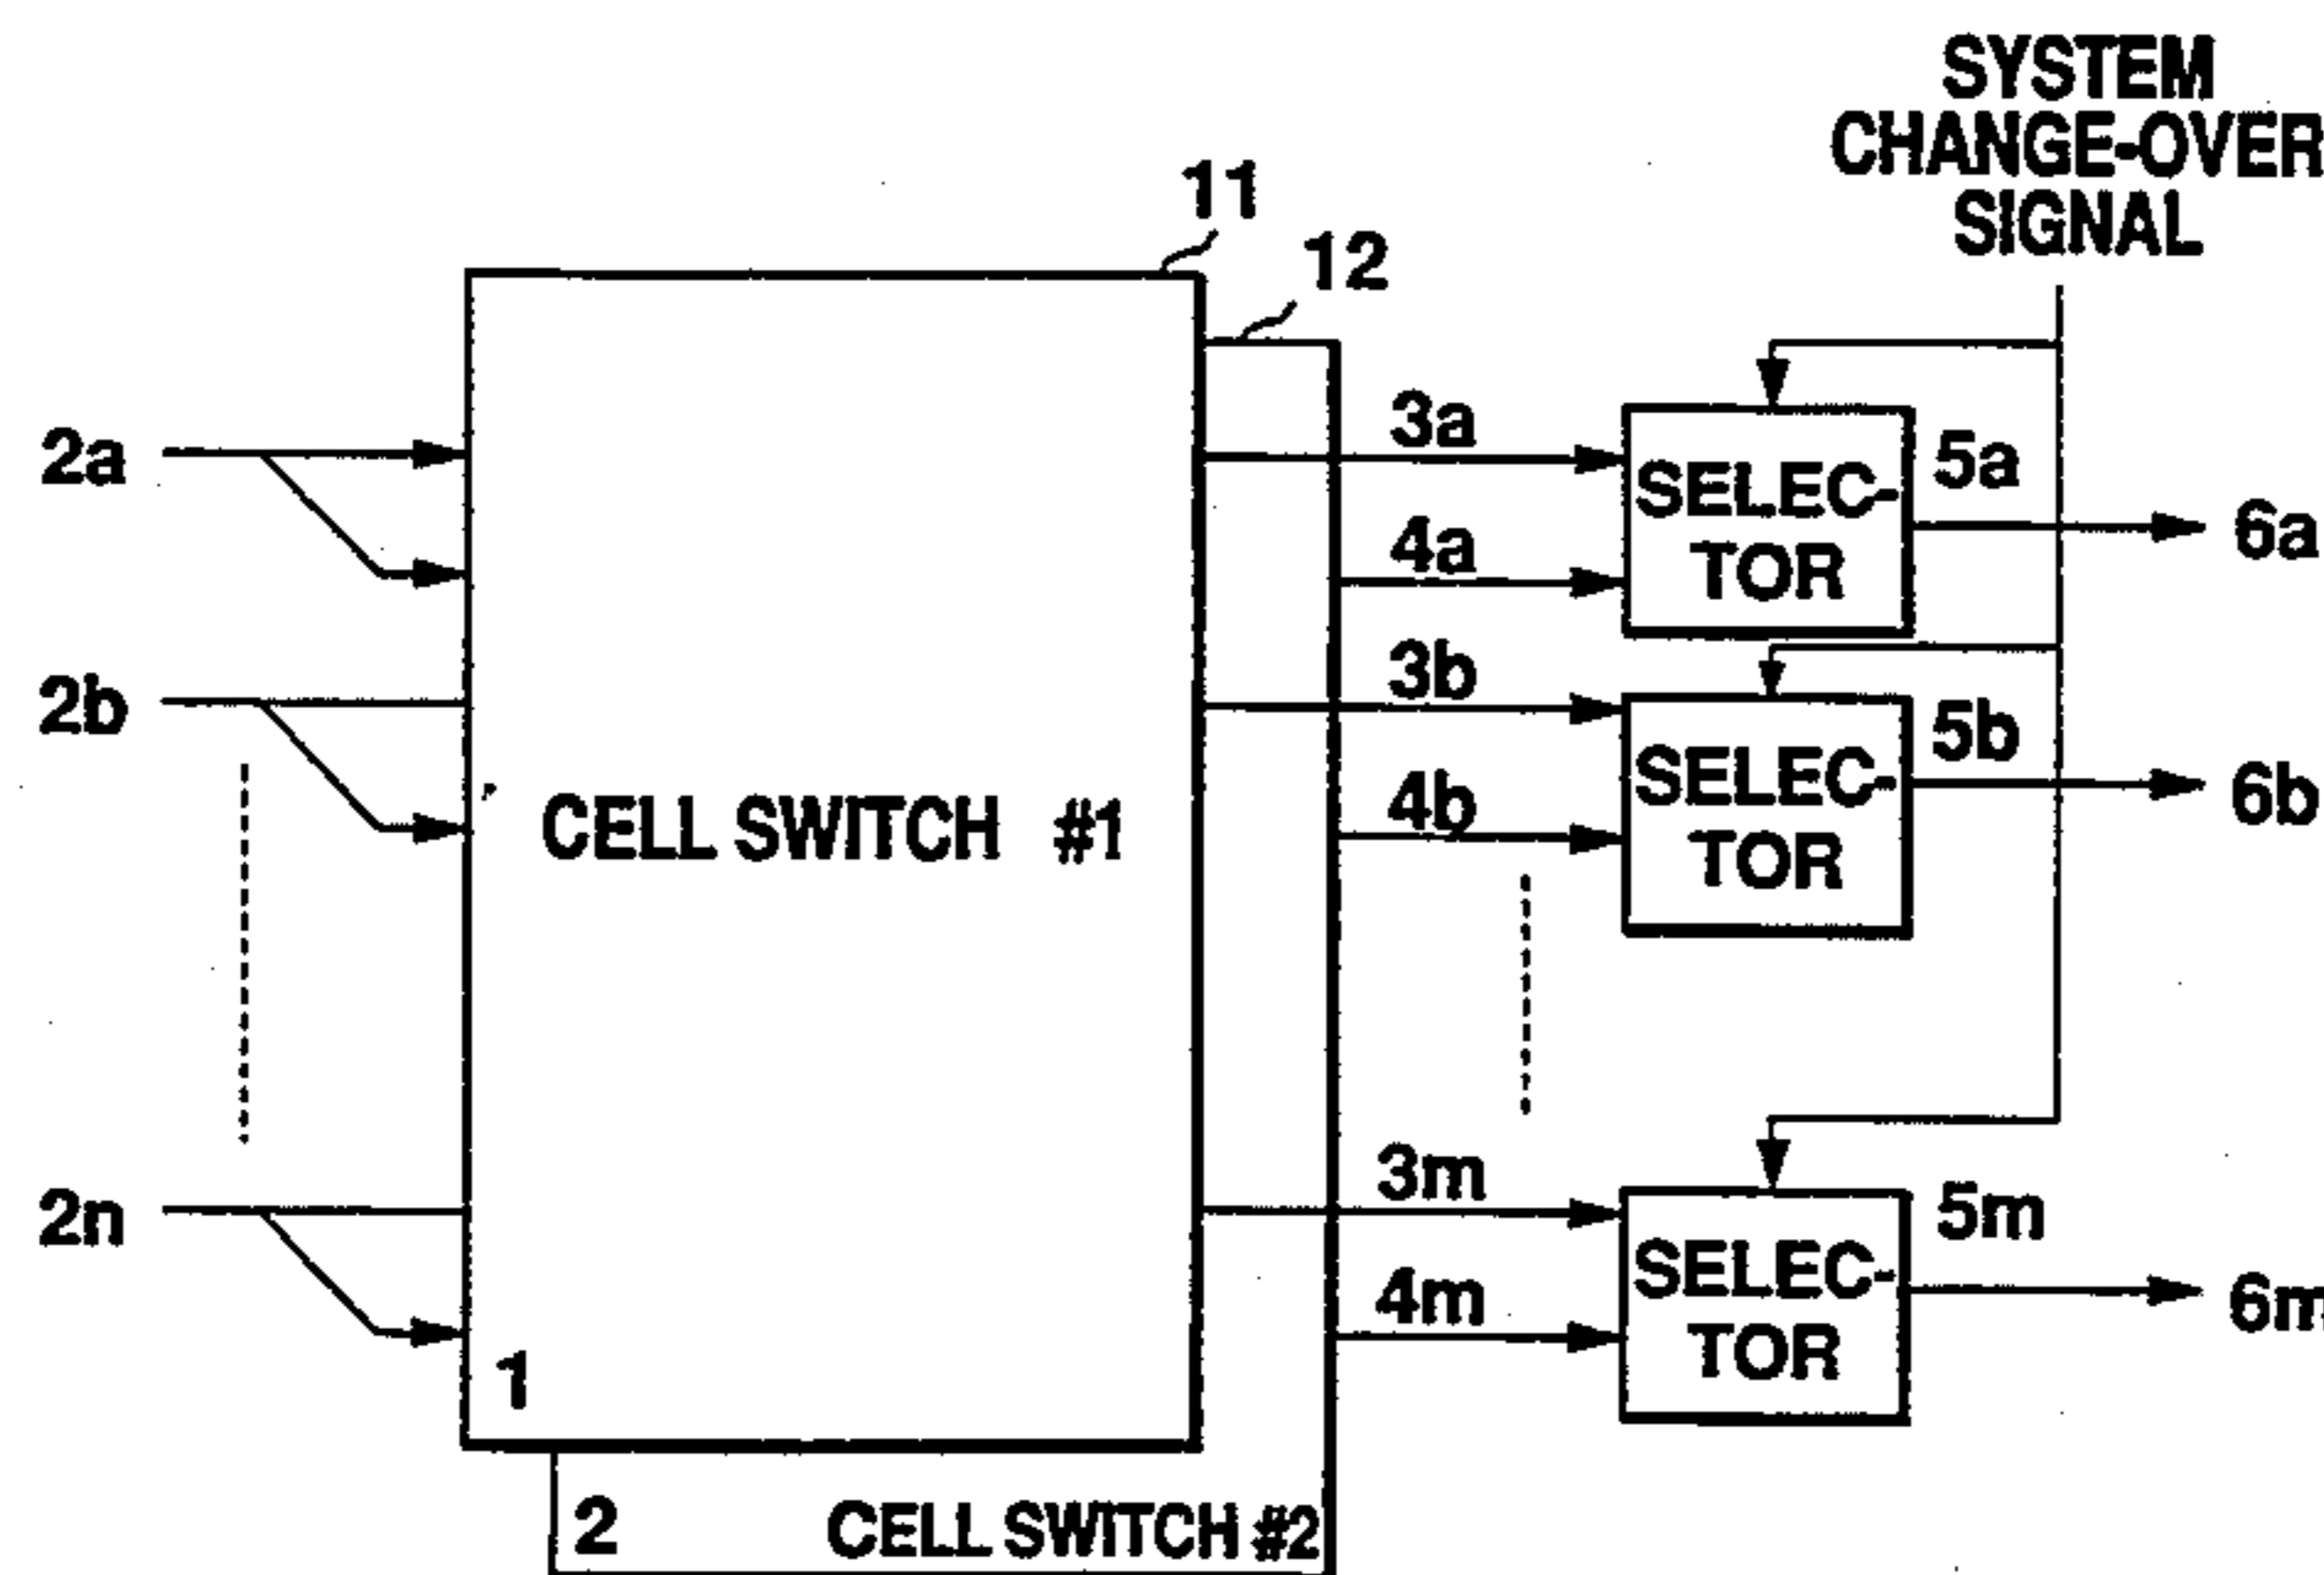 SYSTEM
CHANGE-OVER
SIGNAL
11
12
2a
3a
SELEC-
TOR
5a
6a
4a
2b
3b
SELEC-
TOR
5b
6b
4b
CELL SWITCH #1
2n
3m
SELEC-
TOR
5m
6m
4m
1
2
CELL SWITCH #2